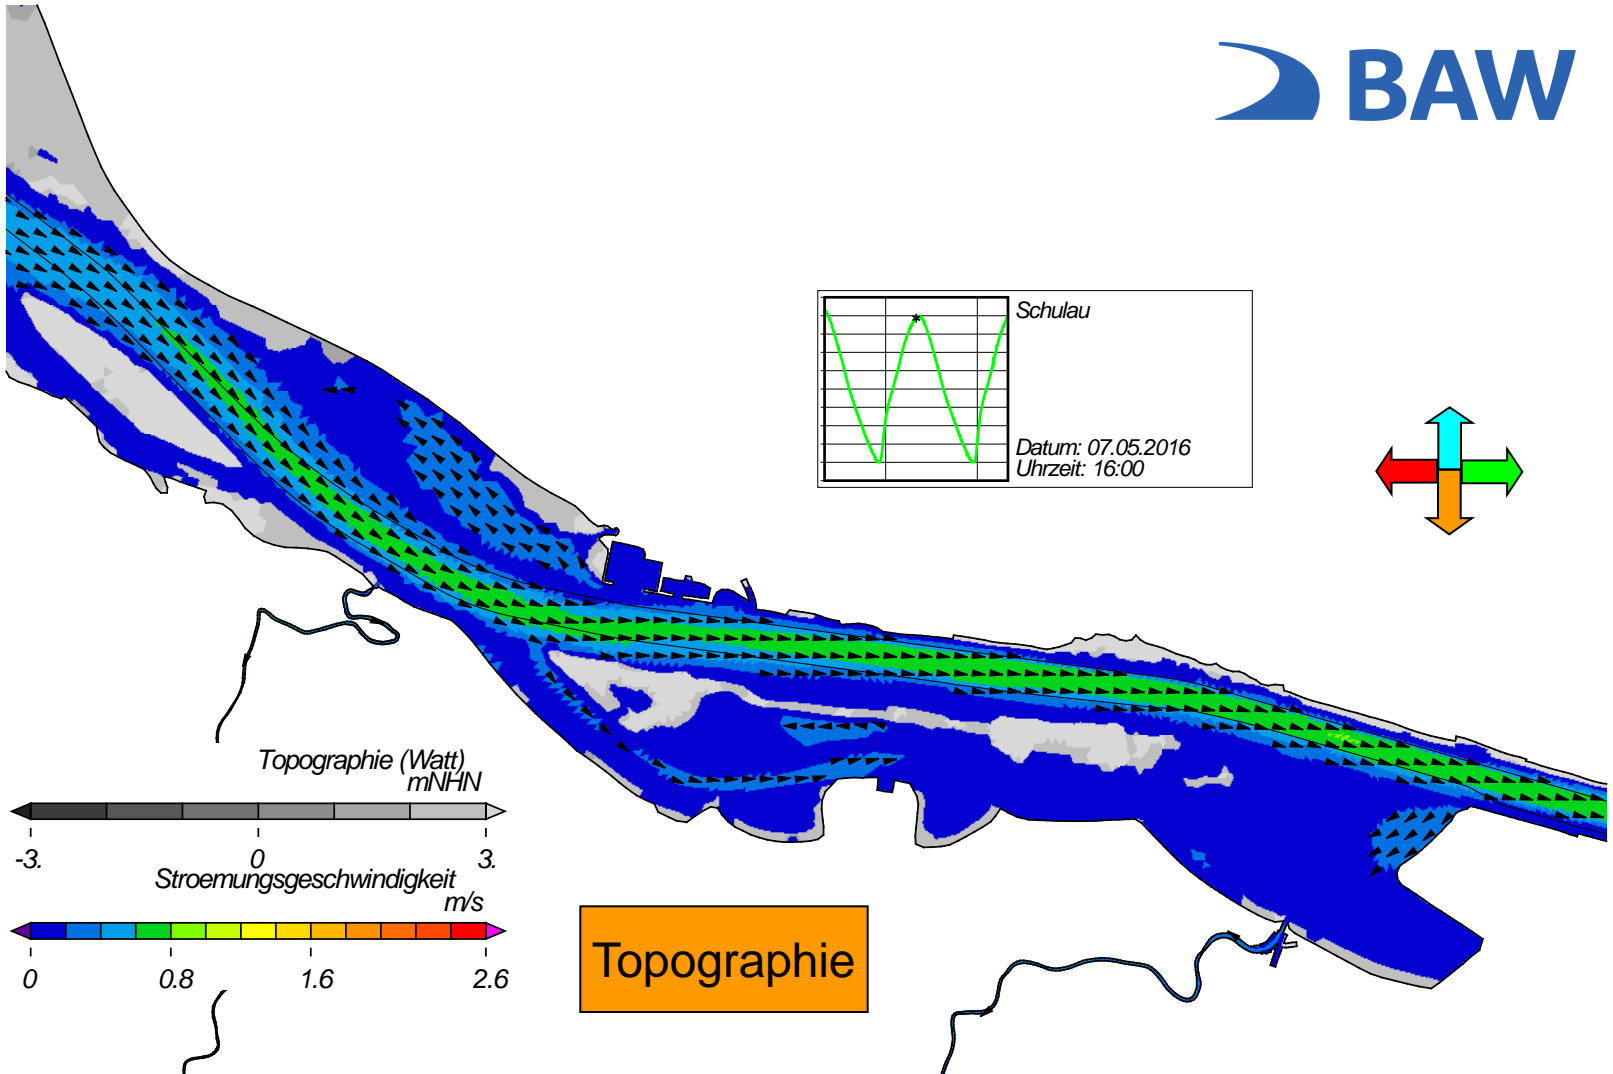 BAW
Schulau
Datum: 07.05.2016
Uhrzeit: 16:00
Topographie (Watt)
mNHN
-3. 0 3.
Stroemungsgeschwindigkeit
m/s
0 0.8 1.6 2.6
Topographie